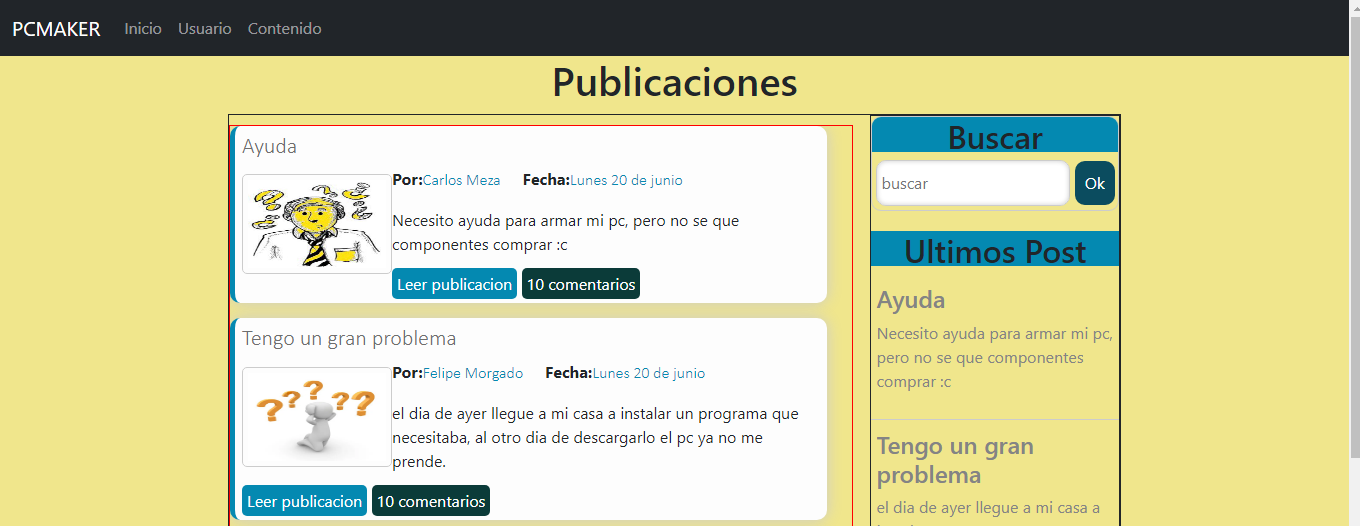 PCMAKER Inicio Usuario Contenido
Publicaciones
Ayuda
Por:Carlos Meza Fecha:Lunes 20 de junio
Necesito ayuda para armar mi pc, pero no se que
componentes comprar :c
Leer publicacion 10 comentarios
Tengo un gran problema
Por:Felipe Morgado Fecha:Lunes 20 de junio
el dia de ayer llegue a mi casa a instalar un programa que
necesitaba, al otro dia de descargarlo el pc ya no me
prende.
Leer publicacion 10 comentarios
Buscar
buscar Ok
Ultimos Post
Ayuda
Necesito ayuda para armar mi pc,
pero no se que componentes
comprar :c
Tengo un gran
problema
el dia de ayer llegue a mi casa a